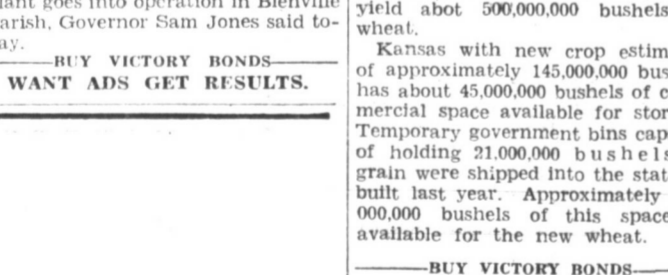 lant goes into operation in Bienville
arish, Governor Sam Jones said to-
ay.
BUY VICTORY BONDS
WANT ADS GET RESULTS.
yield abot 500,000,000 bushels
wheat.
Kansas with new crop estim
of approximately 145,000,000 bus
has about 45,000,000 bushels of c
mercial space available for stor
Temporary government bins cap
of holding 21,000,000 bushels
grain were shipped into the stat
built last year. Approximately
000,000 bushels of this space
available for the new wheat.
BUY VICTORY BONDS